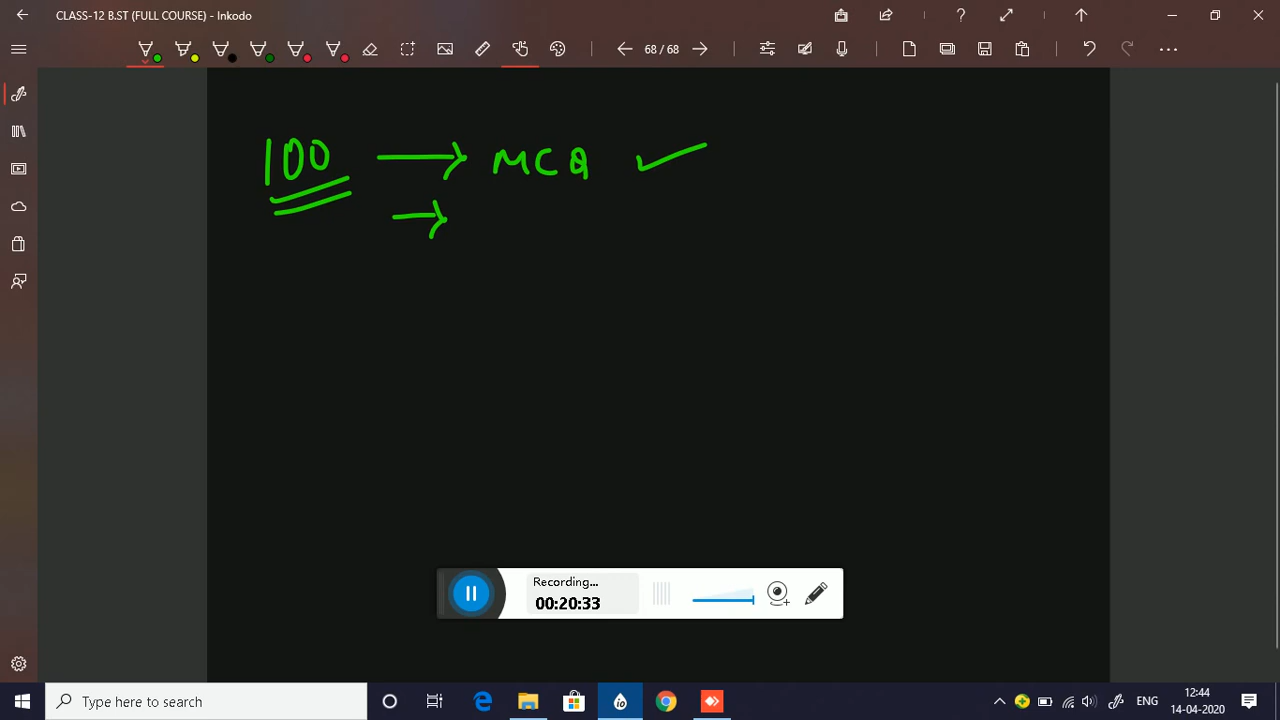 CLASS-12 B.ST (FULL COURSE) - Inkodo
68 / 68
100 → MCQ ✓
→
Recording...
00:20:33
Type here to search
ENG
12:44
14-04-2020